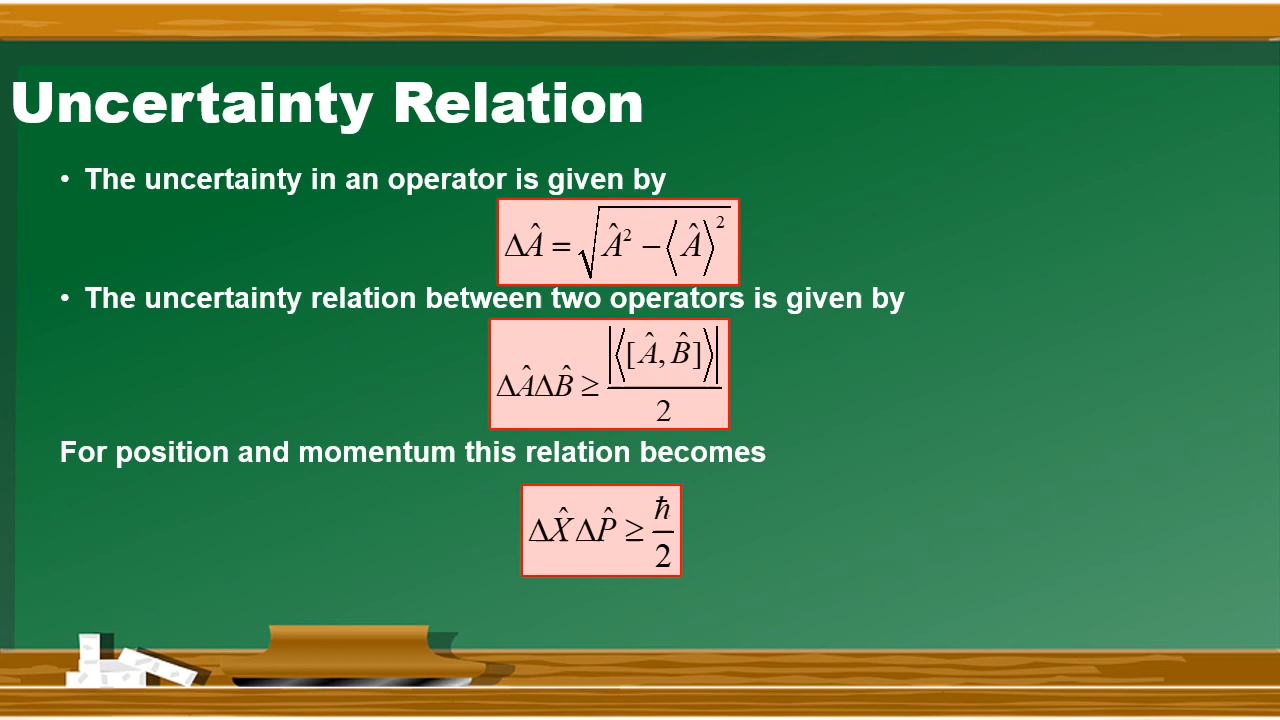 Uncertainty Relation
• The uncertainty in an operator is given by
ΔÂ = √(Â² − ⟨Â⟩²)
• The uncertainty relation between two operators is given by
ΔÂΔB̂ ≥ |⟨[Â, B̂]⟩| / 2
For position and momentum this relation becomes
ΔX̂ ΔP̂ ≥ ℏ / 2